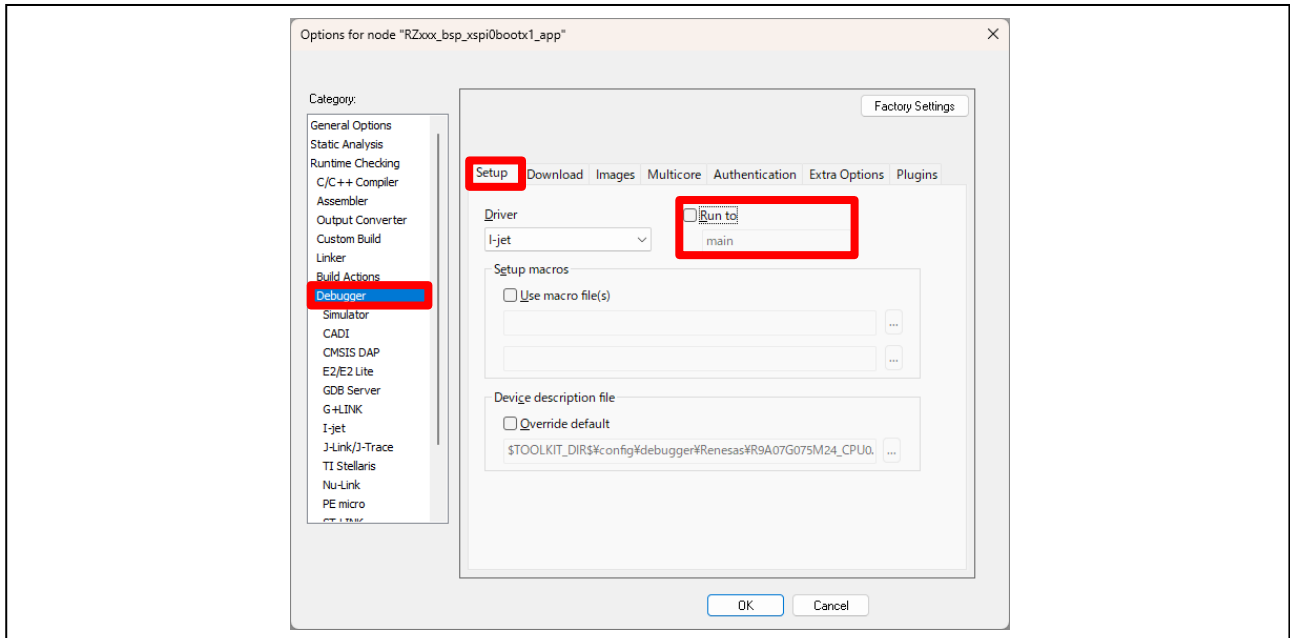 Options for node "RZxxx_bsp_xspi0bootx1_app"
Category:
Factory Settings
General Options
Static Analysis
Runtime Checking
C/C++ Compiler
Assembler
Output Converter
Custom Build
Linker
Build Actions
Debugger
Simulator
CADI
CMSIS DAP
E2/E2 Lite
GDB Server
G+LINK
I-jet
J-Link/J-Trace
TI Stellaris
Nu-Link
PE micro
ST-LINK
Setup Download Images Multicore Authentication Extra Options Plugins
Driver
Run to
I-jet
main
Setup macros
Use macro file(s)
...
...
Device description file
Override default
$TOOLKIT_DIR$¥config¥debugger¥Renesas¥R9A07G075M24_CPU0. ...
OK Cancel